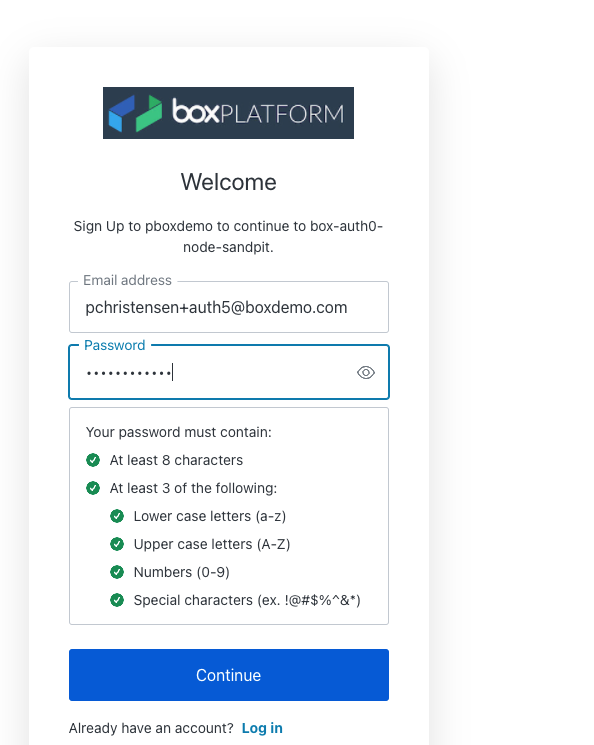 boxPLATFORM
Welcome
Sign Up to pboxdemo to continue to box-auth0-
node-sandpit.
Email address
pchristensen+auth5@boxdemo.com
Password
••••••••••••
Your password must contain:
At least 8 characters
At least 3 of the following:
Lower case letters (a-z)
Upper case letters (A-Z)
Numbers (0-9)
Special characters (ex. !@#$%^&*)
Continue
Already have an account? Log in